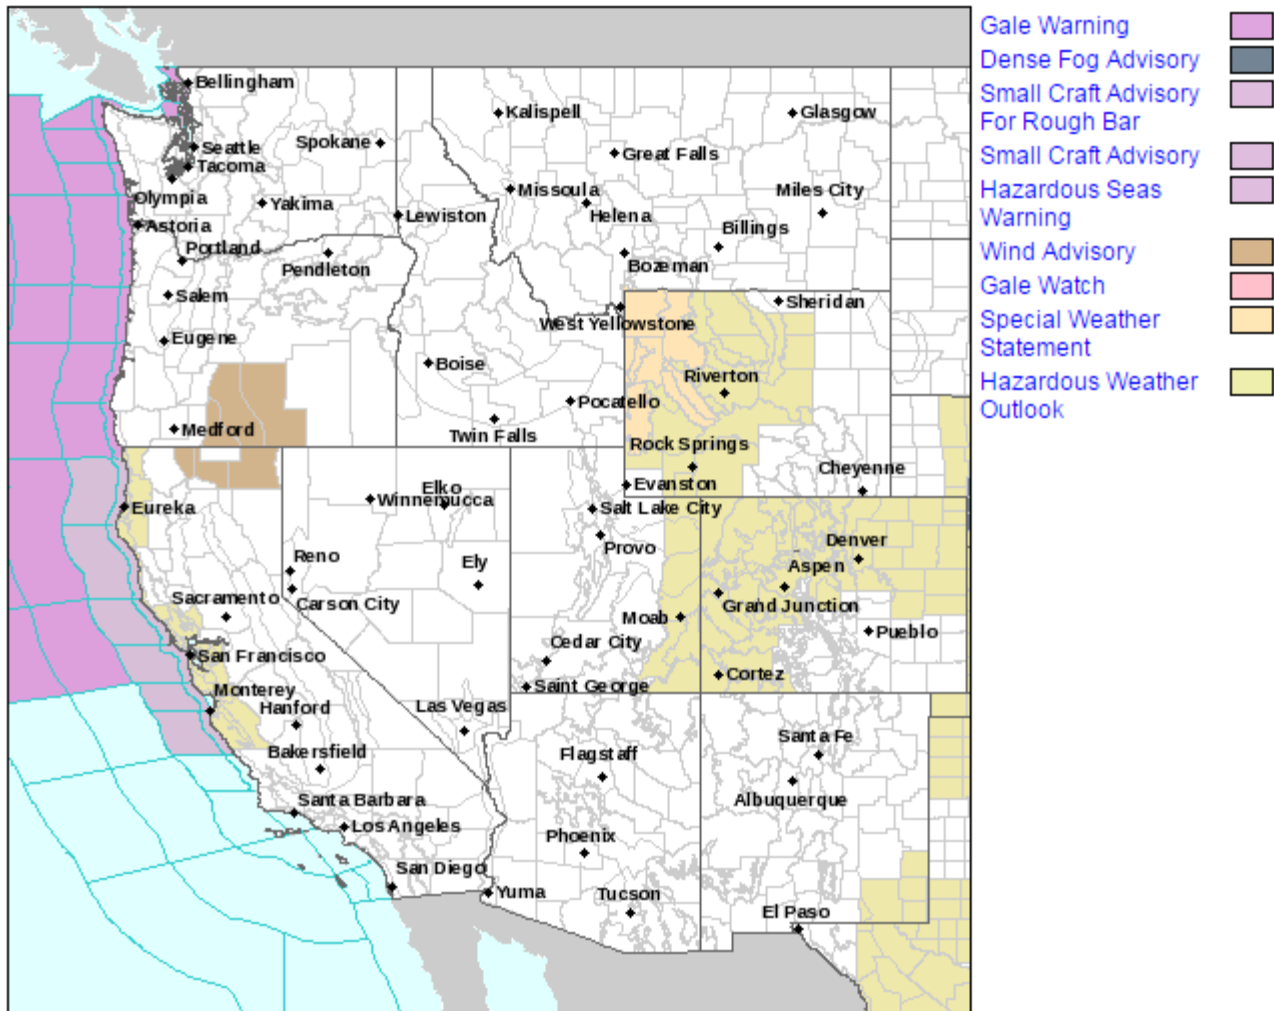 Gale Warning
Dense Fog Advisory
Small Craft Advisory
For Rough Bar
Small Craft Advisory
Hazardous Seas
Warning
Wind Advisory
Gale Watch
Special Weather
Statement
Hazardous Weather
Outlook
Bellingham
Kalispell
Glasgow
Seattle
Spokane
Great Falls
Tacoma
Olympia
Yakima
Missoula
Miles City
Astoria
Lewiston
Helena
Billings
Portland
Pendleton
Bozeman
Salem
Sheridan
West Yellowstone
Eugene
Boise
Riverton
Pocatello
Medford
Twin Falls
Rock Springs
Cheyenne
Evanston
Elko
Winnemucca
Eureka
Salt Lake City
Provo
Denver
Reno
Ely
Aspen
Sacramento
Carson City
Grand Junction
Moab
Pueblo
Cedar City
San Francisco
Cortez
Saint George
Monterey
Hanford
Las Vegas
Bakersfield
Flagstaff
Santa Fe
Albuquerque
Santa Barbara
Los Angeles
Phoenix
San Diego
Yuma
Tucson
El Paso